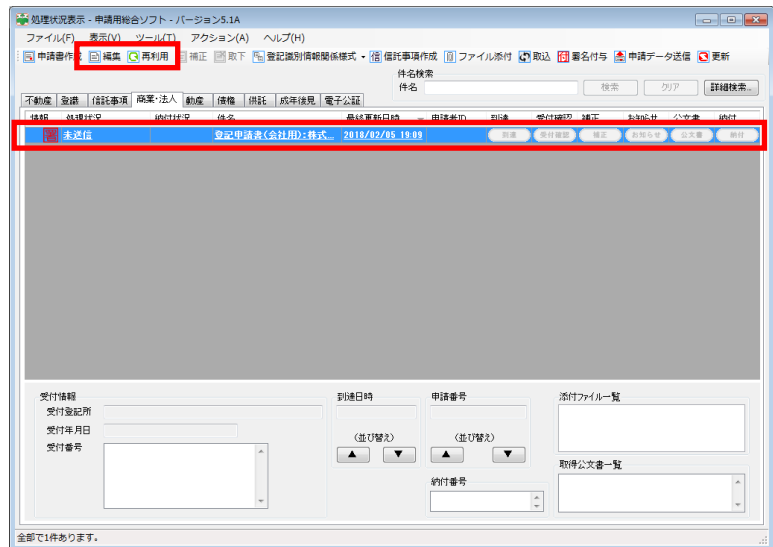 処理状況表示 - 申請用総合ソフト - バージョン5.1A
ファイル(F) 表示(V) ツール(T) アクション(A) ヘルプ(H)
申請書作成 編集 再利用 補正 取下 登記識別情報関係様式 信託事項作成 ファイル添付 取込 署名付与 申請データ送信 更新
件名検索
件名 検索 クリア 詳細検索...
不動産 登識 信託事項 商業・法人 動産 債権 供託 成年後見 電子公証
情報 処理状況 納付状況 件名 最終更新日時 申請者ID 到達 受付確認 補正 お知らせ 公文書 納付
未送信 登記申請書(会社用):株式... 2018/02/05 19:09 到達 受付確認 補正 お知らせ 公文書 納付
受付情報 到達日時 申請番号 添付ファイル一覧
受付登記所
受付年月日
(並び替え) (並び替え)
受付番号
▲ ▼ ▲ ▼
取得公文書一覧
納付番号
全部で1件あります。